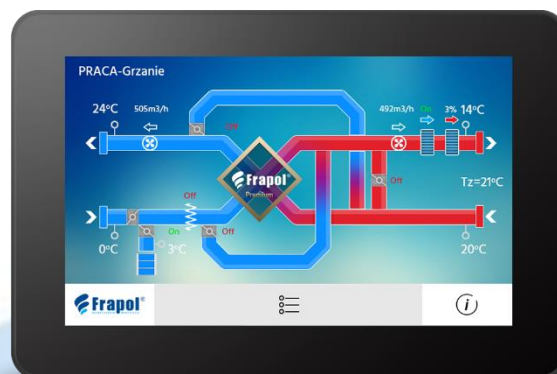 PRACA-Grzanie
24°C
505m3/h
Off
492m3/h
On
3%
14°C
Frapol®
Premium
Off
Tz=21°C
Off
On
Off
0°C
3°C
20°C
Frapol®
i